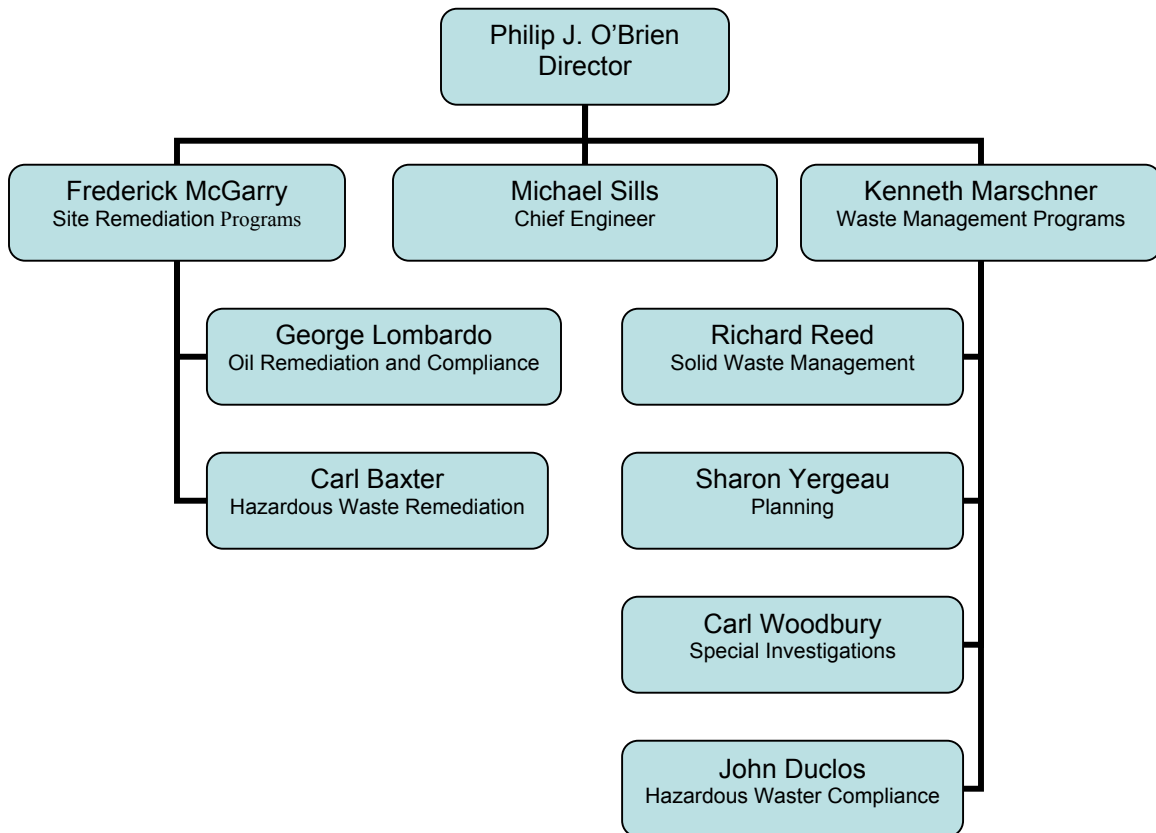 Philip J. O’Brien
Director
Frederick McGarry
Site Remediation Programs
Michael Sills
Chief Engineer
Kenneth Marschner
Waste Management Programs
George Lombardo
Oil Remediation and Compliance
Richard Reed
Solid Waste Management
Carl Baxter
Hazardous Waste Remediation
Sharon Yergeau
Planning
Carl Woodbury
Special Investigations
John Duclos
Hazardous Waster Compliance